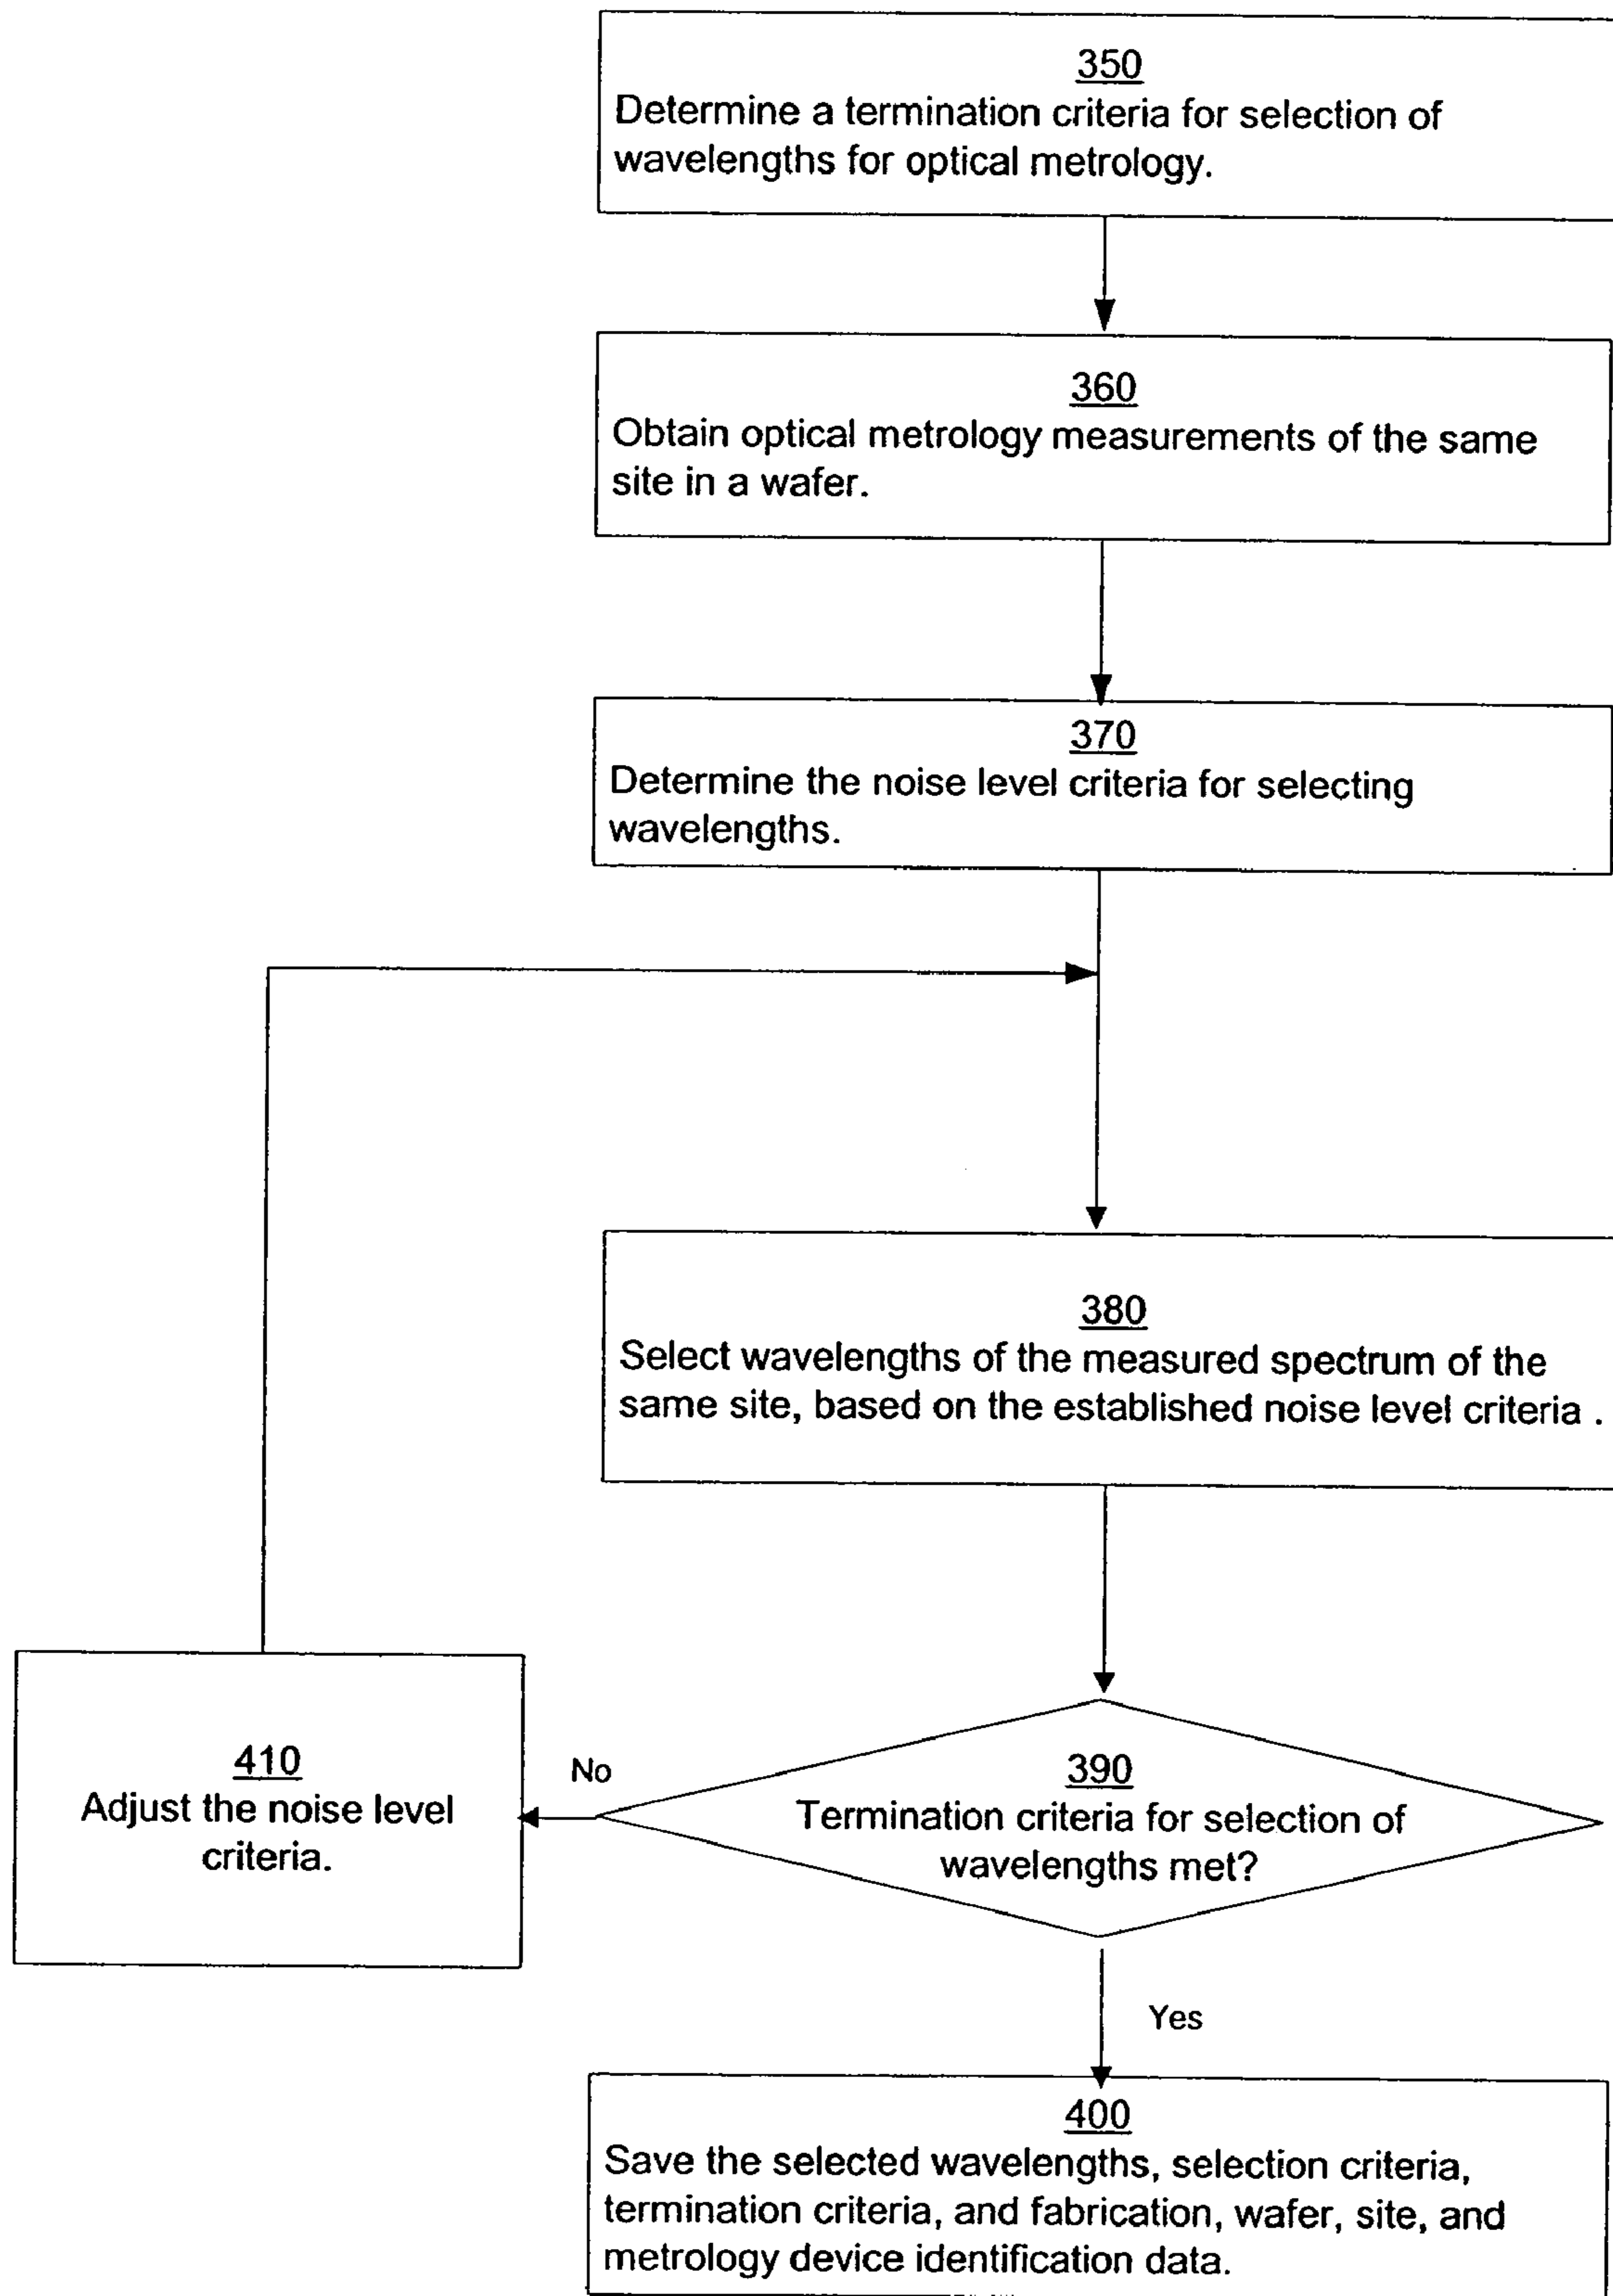 350
Determine a termination criteria for selection of
wavelengths for optical metrology.
360
Obtain optical metrology measurements of the same
site in a wafer.
370
Determine the noise level criteria for selecting
wavelengths.
380
Select wavelengths of the measured spectrum of the
same site, based on the established noise level criteria .
410
Adjust the noise level
criteria.
No
390
Termination criteria for selection of
wavelengths met?
Yes
400
Save the selected wavelengths, selection criteria,
termination criteria, and fabrication, wafer, site, and
metrology device identification data.